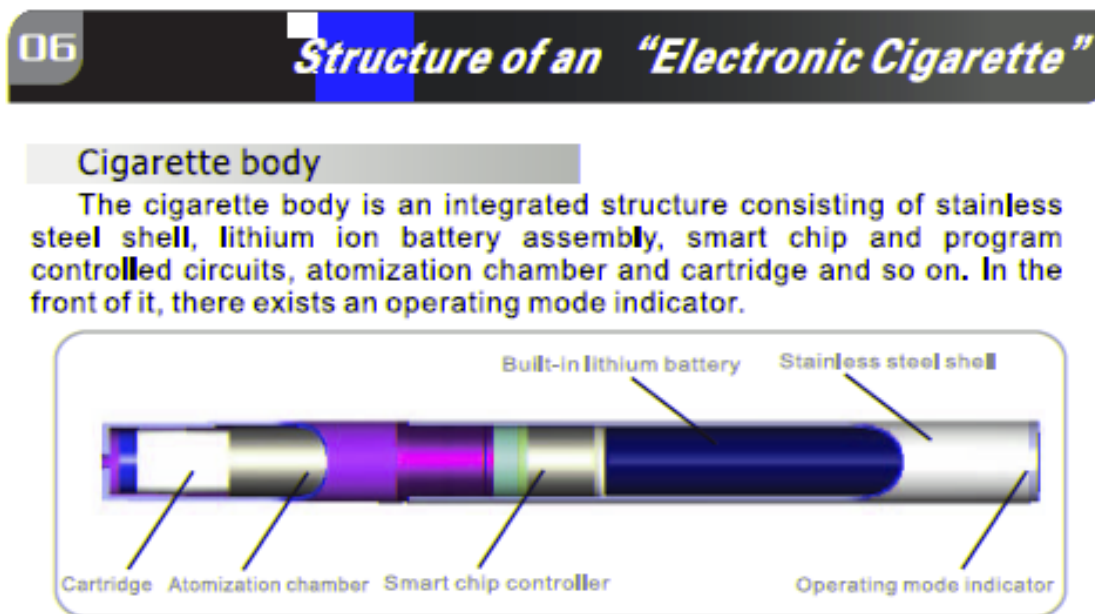 06
Structure of an “Electronic Cigarette”
Cigarette body
The cigarette body is an integrated structure consisting of stainless
steel shell, lithium ion battery assembly, smart chip and program
controlled circuits, atomization chamber and cartridge and so on. In the
front of it, there exists an operating mode indicator.
Built-in lithium battery
Stainless steel shell
Cartridge
Atomization chamber
Smart chip controller
Operating mode indicator